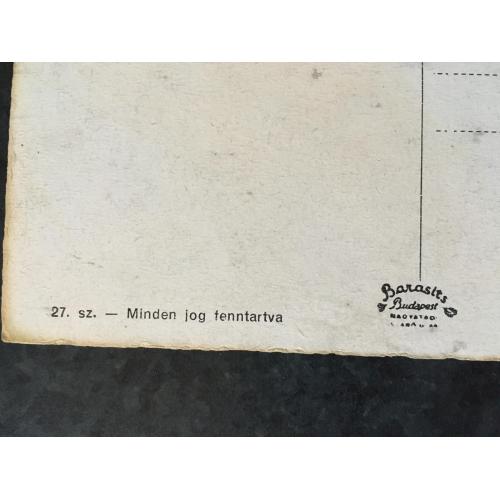 27. sz. — Minden jog fenntartva
Barasits
Budapest